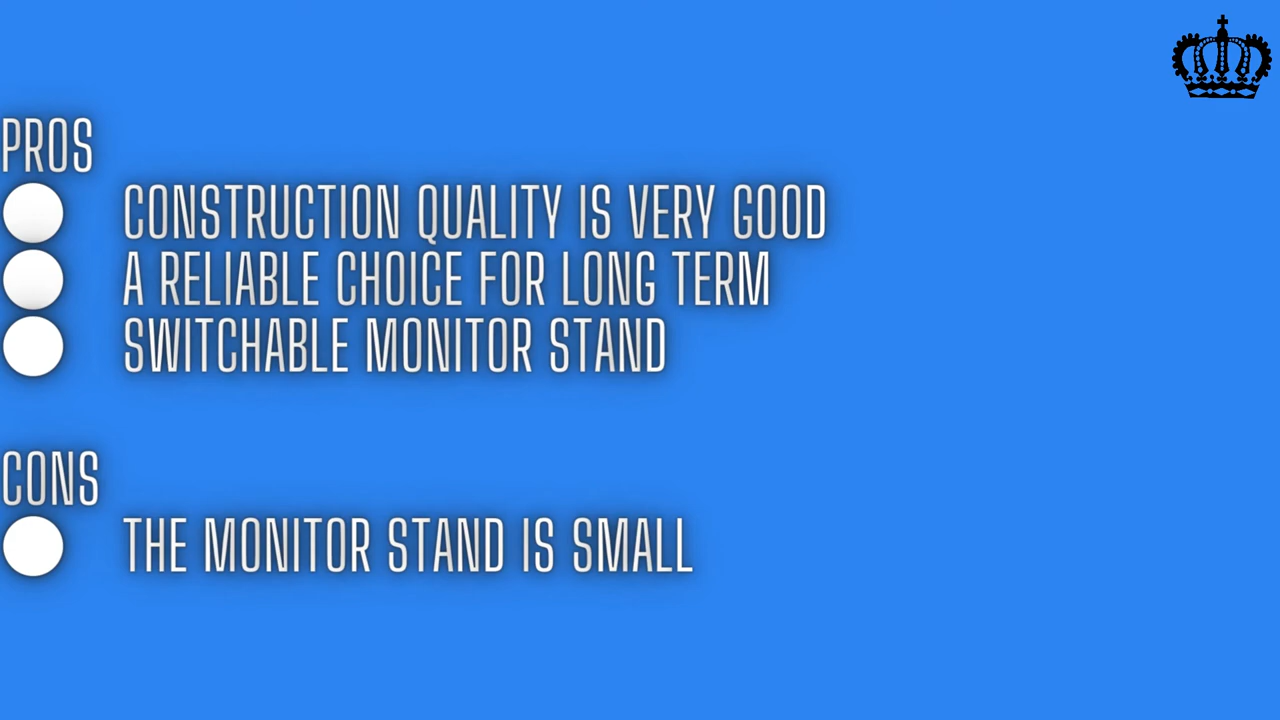 PROS
CONSTRUCTION QUALITY IS VERY GOOD
A RELIABLE CHOICE FOR LONG TERM
SWITCHABLE MONITOR STAND
CONS
THE MONITOR STAND IS SMALL